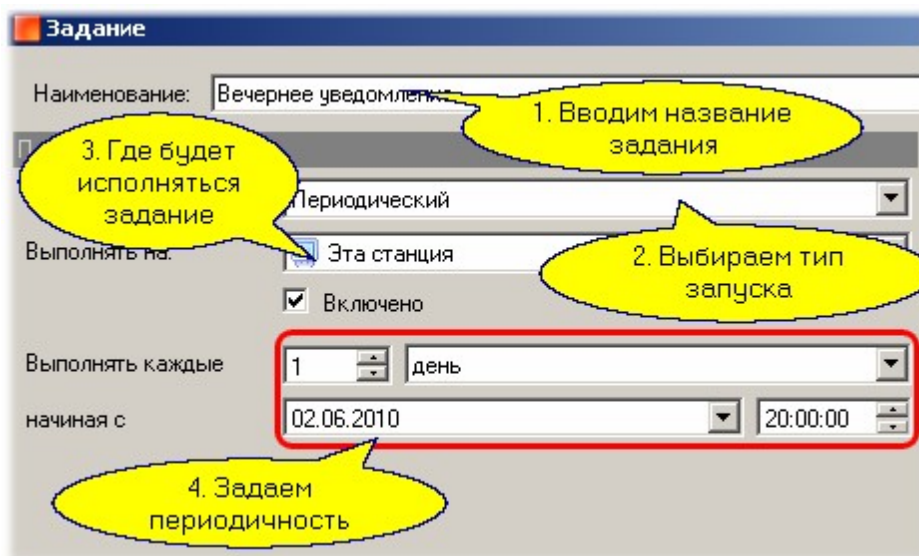 Задание
Наименование: Вечернее уведомление
1. Вводим название
задания
П
3. Где будет
исполняться
задание
Периодический
Выполнять на: Эта станция
2. Выбираем тип
запуска
Включено
Выполнять каждые 1 день
начиная с 02.06.2010 20:00:00
4. Задаем
периодичность